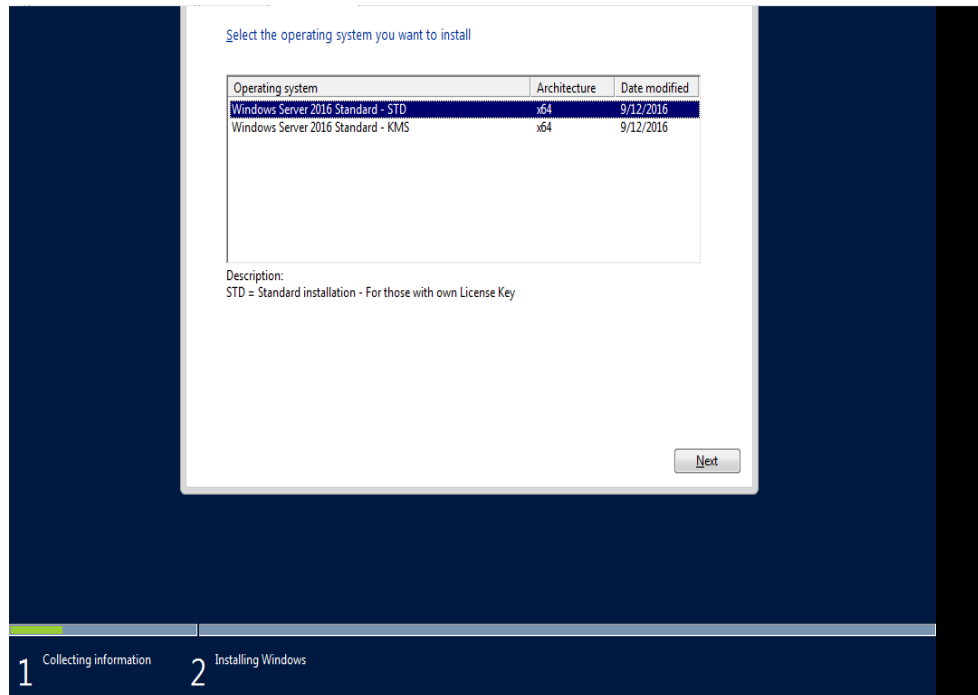 Select the operating system you want to install
Operating system Architecture Date modified
Windows Server 2016 Standard - STD x64 9/12/2016
Windows Server 2016 Standard - KMS x64 9/12/2016
Description:
STD = Standard installation - For those with own License Key
Next
1 Collecting information 2 Installing Windows